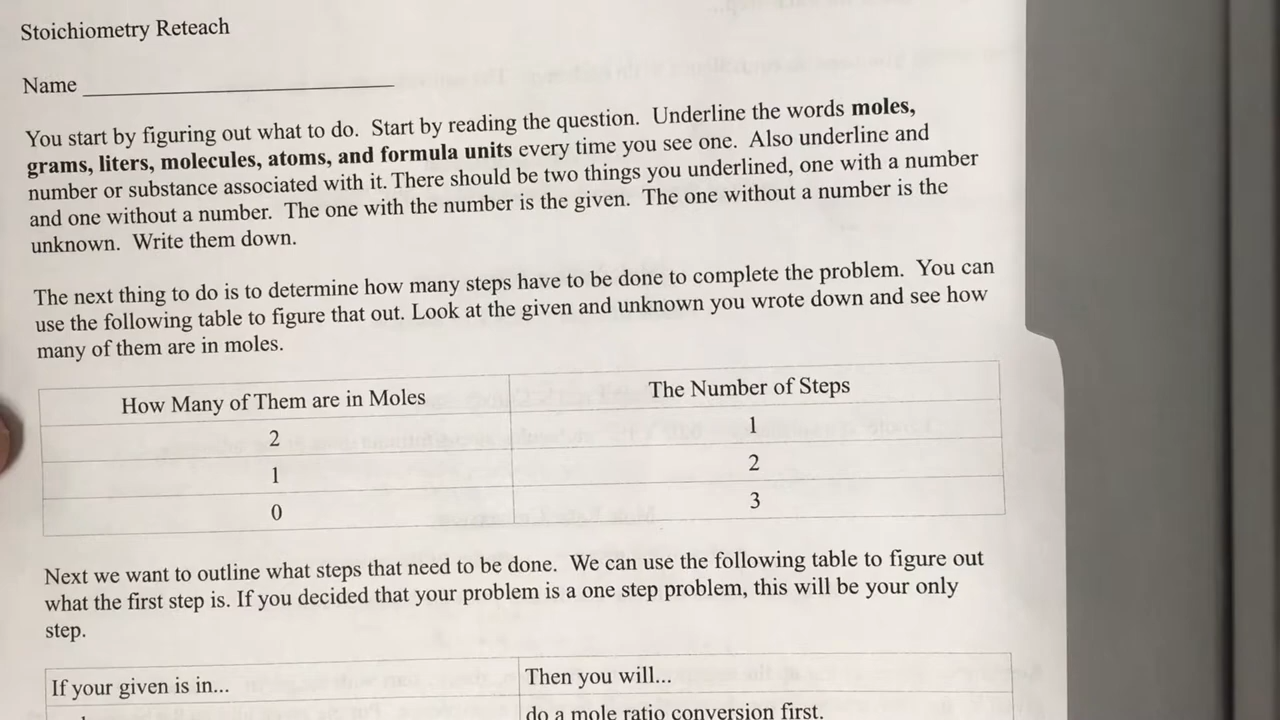 Stoichiometry Reteach
Name
You start by figuring out what to do. Start by reading the question. Underline the words moles,
grams, liters, molecules, atoms, and formula units every time you see one. Also underline and
number or substance associated with it. There should be two things you underlined, one with a number
and one without a number. The one with the number is the given. The one without a number is the
unknown. Write them down.
The next thing to do is to determine how many steps have to be done to complete the problem. You can
use the following table to figure that out. Look at the given and unknown you wrote down and see how
many of them are in moles.
How Many of Them are in Moles The Number of Steps
2 1
1 2
0 3
Next we want to outline what steps that need to be done. We can use the following table to figure out
what the first step is. If you decided that your problem is a one step problem, this will be your only
step.
If your given is in... Then you will...
do a mole ratio conversion first.